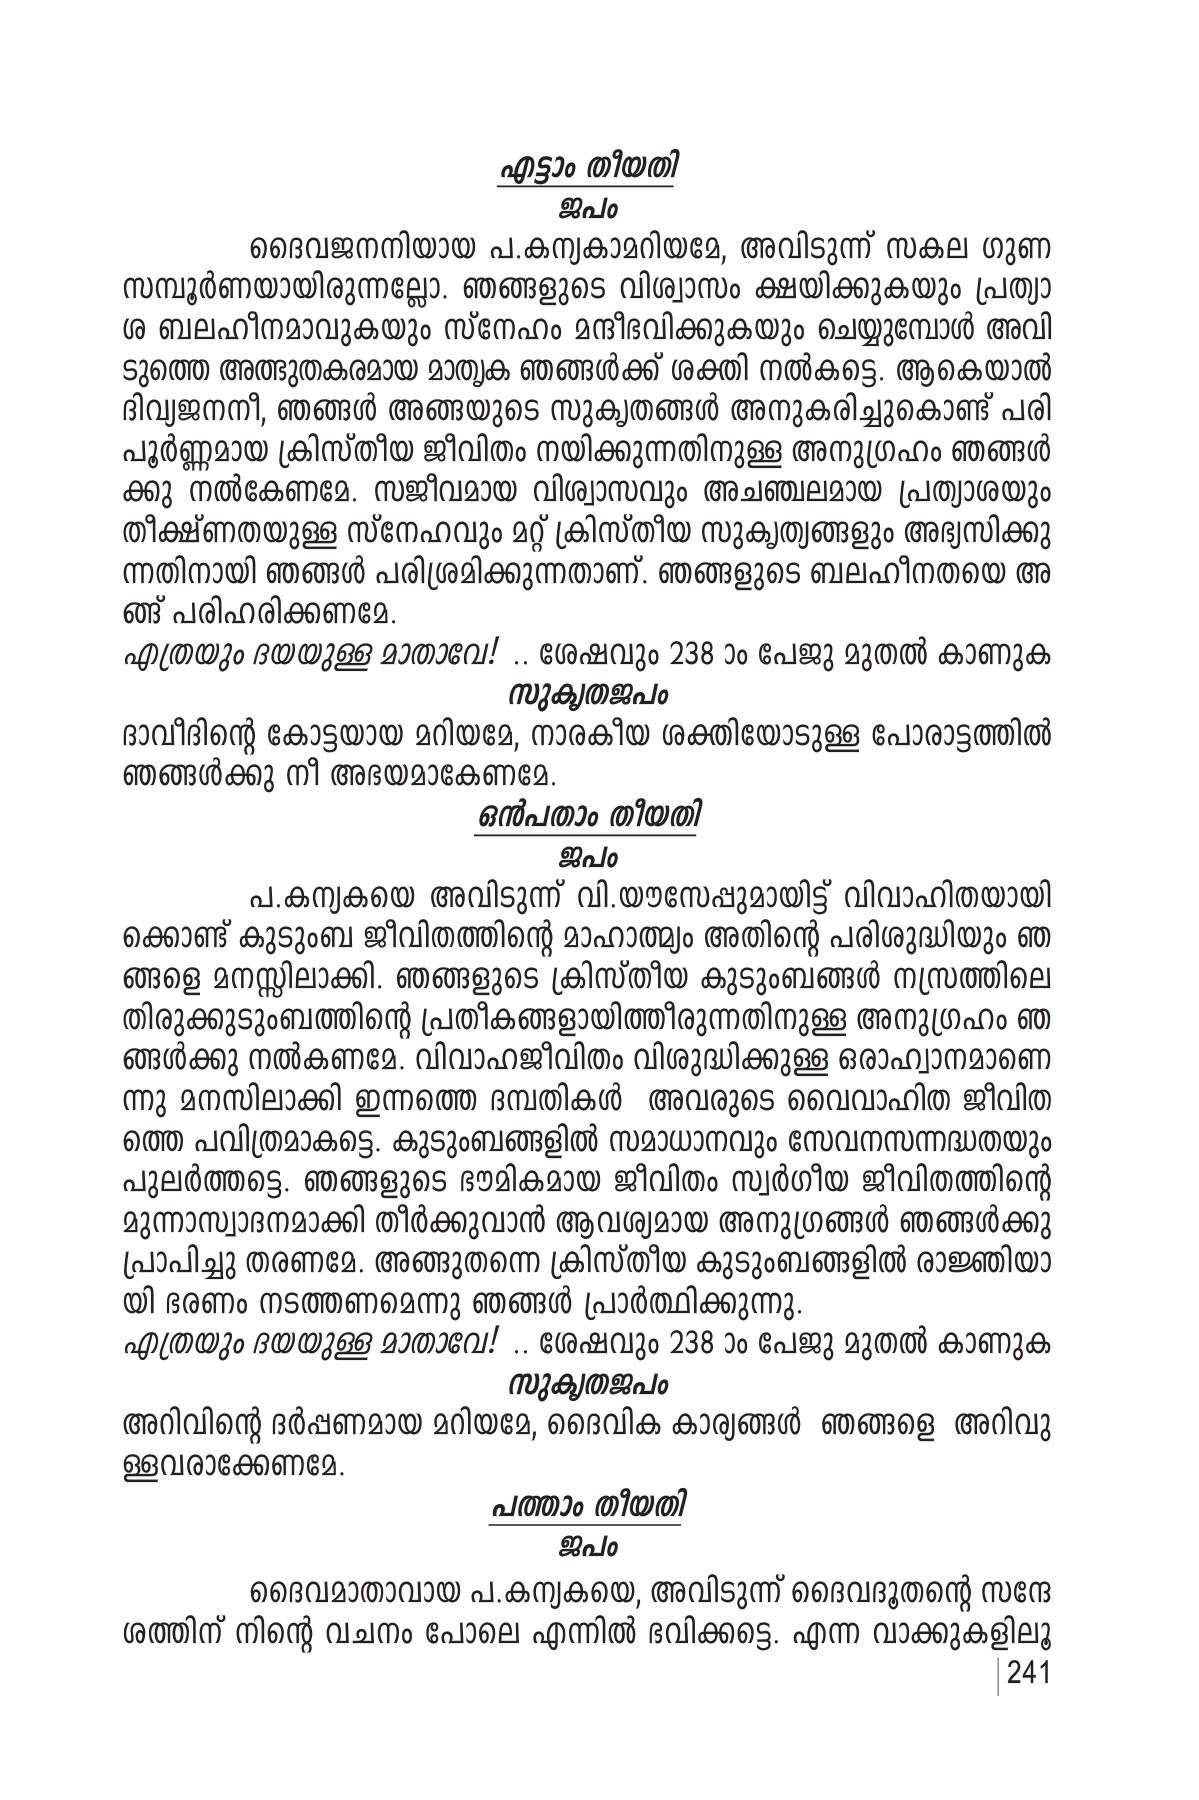 എട്ടാം തീയതി
ജപം
ദൈവജനനിയായ പ.കന്യകാമറിയമേ, അവിടുന്ന് സകല ഗുണ
സമ്പൂർണയായിരുന്നല്ലോ. ഞങ്ങളുടെ വിശ്വാസം ക്ഷയിക്കുകയും പ്രത്യാ
ശ ബലഹീനമാവുകയും സ്നേഹം മന്ദീഭവിക്കുകയും ചെയ്യുമ്പോൾ അവി
ടുത്തെ അത്ഭുതകരമായ മാതൃക ഞങ്ങൾക്ക് ശക്തി നൽകട്ടെ. ആകെയാൽ
ദിവ്യജനനീ, ഞങ്ങൾ അങ്ങയുടെ സുകൃതങ്ങൾ അനുകരിച്ചുകൊണ്ട് പരി
പൂർണ്ണമായ ക്രിസ്തീയ ജീവിതം നയിക്കുന്നതിനുള്ള അനുഗ്രഹം ഞങ്ങൾ
ക്കു നൽകേണമേ. സജീവമായ വിശ്വാസവും അചഞ്ചലമായ പ്രത്യാശയും
തീക്ഷ്ണതയുള്ള സ്നേഹവും മറ്റ് ക്രിസ്തീയ സുകൃത്യങ്ങളും അഭ്യസിക്കു
ന്നതിനായി ഞങ്ങൾ പരിശ്രമിക്കുന്നതാണ്. ഞങ്ങളുടെ ബലഹീനതയെ അ
ങ്ങ് പരിഹരിക്കണമേ.
എത്രയും ദയയുള്ള മാതാവേ! .. ശേഷവും 238 ാം പേജു മുതൽ കാണുക
സുകൃതജപം
ദാവീദിന്റെ കോട്ടയായ മറിയമേ, നാരകീയ ശക്തിയോടുള്ള പോരാട്ടത്തിൽ
ഞങ്ങൾക്കു നീ അഭയമാകേണമേ.
ഒൻപതാം തീയതി
ജപം
പ.കന്യകയെ അവിടുന്ന് വി.യൗസേപ്പുമായിട്ട് വിവാഹിതയായി
ക്കൊണ്ട് കുടുംബ ജീവിതത്തിന്റെ മാഹാത്മ്യം അതിന്റെ പരിശുദ്ധിയും ഞ
ങ്ങളെ മനസ്സിലാക്കി. ഞങ്ങളുടെ ക്രിസ്തീയ കുടുംബങ്ങൾ നസ്രത്തിലെ
തിരുക്കുടുംബത്തിന്റെ പ്രതീകങ്ങളായിത്തീരുന്നതിനുള്ള അനുഗ്രഹം ഞ
ങ്ങൾക്കു നൽകണമേ. വിവാഹജീവിതം വിശുദ്ധിക്കുള്ള ഒരാഹ്വാനമാണെ
ന്നു മനസിലാക്കി ഇന്നത്തെ ദമ്പതികൾ അവരുടെ വൈവാഹിത ജീവിത
ത്തെ പവിത്രമാകട്ടെ. കുടുംബങ്ങളിൽ സമാധാനവും സേവനസന്നദ്ധതയും
പുലർത്തട്ടെ. ഞങ്ങളുടെ ഭൗമികമായ ജീവിതം സ്വർഗീയ ജീവിതത്തിന്റെ
മുന്നാസ്വാദനമാക്കി തീർക്കുവാൻ ആവശ്യമായ അനുഗ്രങ്ങൾ ഞങ്ങൾക്കു
പ്രാപിച്ചു തരണമേ. അങ്ങുതന്നെ ക്രിസ്തീയ കുടുംബങ്ങളിൽ രാജ്ഞിയാ
യി ഭരണം നടത്തണമെന്നു ഞങ്ങൾ പ്രാർത്ഥിക്കുന്നു.
എത്രയും ദയയുള്ള മാതാവേ! .. ശേഷവും 238 ാം പേജു മുതൽ കാണുക
സുകൃതജപം
അറിവിന്റെ ദർപ്പണമായ മറിയമേ, ദൈവിക കാര്യങ്ങൾ ഞങ്ങളെ അറിവു
ള്ളവരാക്കേണമേ.
പത്താം തീയതി
ജപം
ദൈവമാതാവായ പ.കന്യകയെ, അവിടുന്ന് ദൈവദൂതന്റെ സന്ദേ
ശത്തിന് നിന്റെ വചനം പോലെ എന്നിൽ ഭവിക്കട്ടെ. എന്ന വാക്കുകളിലൂ
241